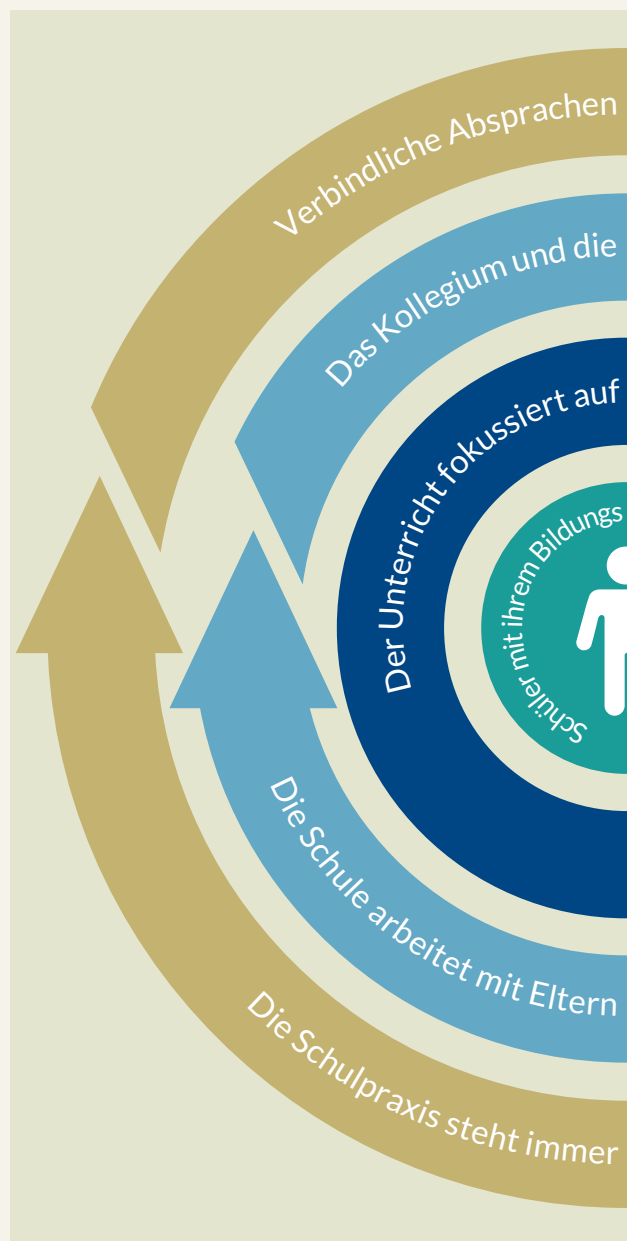 Verbindliche Absprachen
Das Kollegium und die
Der Unterricht fokussiert auf
Schüler mit ihrem Bildungs
Die Schule arbeitet mit Eltern
Die Schulpraxis steht immer